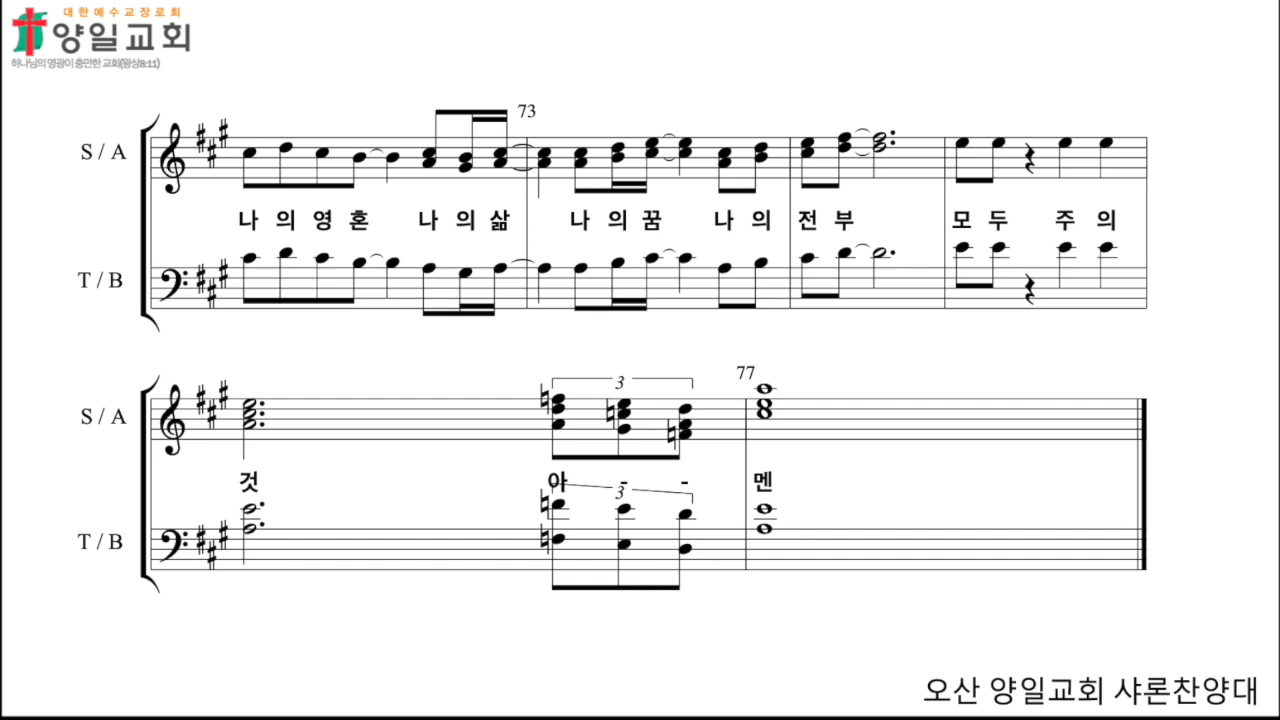 대한예수교장로회
양일교회
하나님의 영광이 충만한 교회(왕상8:11)
73
S / A
나 의 영 혼 나 의 삶 나 의 꿈 나 의 전 부 모 두 주 의
T / B
3
77
S / A
것 아 - - 멘
3
T / B
오산 양일교회 샤론찬양대